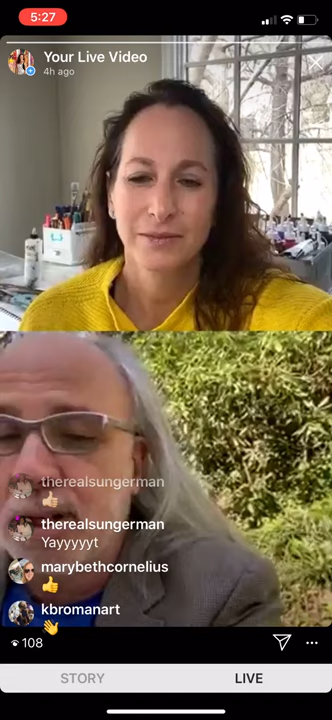 5:27
Your Live Video
4h ago
therealsungerman
👍🏻
therealsungerman
Yayyyyyt
marybethcornelius
👍
kbromanart
👋
108
STORY LIVE